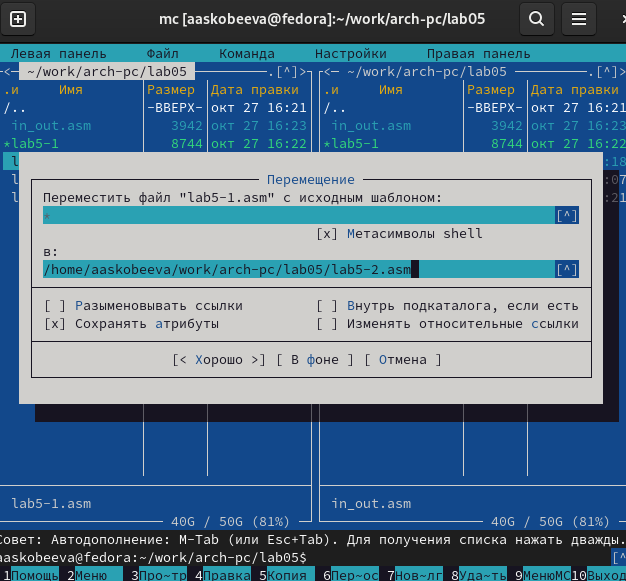 mc [aaskobeeva@fedora]:~/work/arch-pc/lab05
Левая панель Файл Команда Настройки Правая панель
<─ ~/work/arch-pc/lab05 .[^]> <─ ~/work/arch-pc/lab05 .[^]>
.и Имя Размер Дата правки .и Имя Размер Дата правки
/.. -ВВЕРХ- окт 27 16:21 /.. -ВВЕРХ- окт 27 16:21
in_out.asm 3942 окт 27 16:23 in_out.asm 3942 окт 27 16:23
*lab5-1 8744 окт 27 16:22 *lab5-1 8744 окт 27 16:22
Перемещение
Переместить файл "lab5-1.asm" с исходным шаблоном:
* [^]
[x] Метасимволы shell
в:
/home/aaskobeeva/work/arch-pc/lab05/lab5-2.asm [^]
[ ] Разыменовывать ссылки [ ] Внутрь подкаталога, если есть
[x] Сохранять атрибуты [ ] Изменять относительные ссылки
[< Хорошо >] [ В фоне ] [ Отмена ]
lab5-1.asm in_out.asm
40G / 50G (81%) 40G / 50G (81%)
Совет: Автодополнение: M-Tab (или Esc+Tab). Для получения списка нажать дважды.
aaskobeeva@fedora:~/work/arch-pc/lab05$ [^
1Помощь 2Меню 3Про~тр 4Правка 5Копия 6Пер~ос 7Нов~лг 8Уда~ть 9МенюMC 10Выход